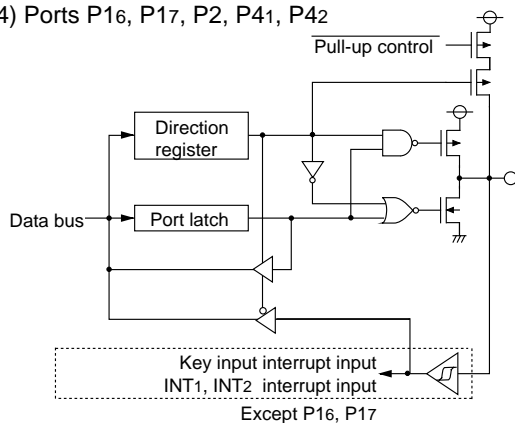 4) Ports P16, P17, P2, P41, P42
Pull-up control
Direction
register
Data bus
Port latch
Key input interrupt input
INT1, INT2 interrupt input
Except P16, P17